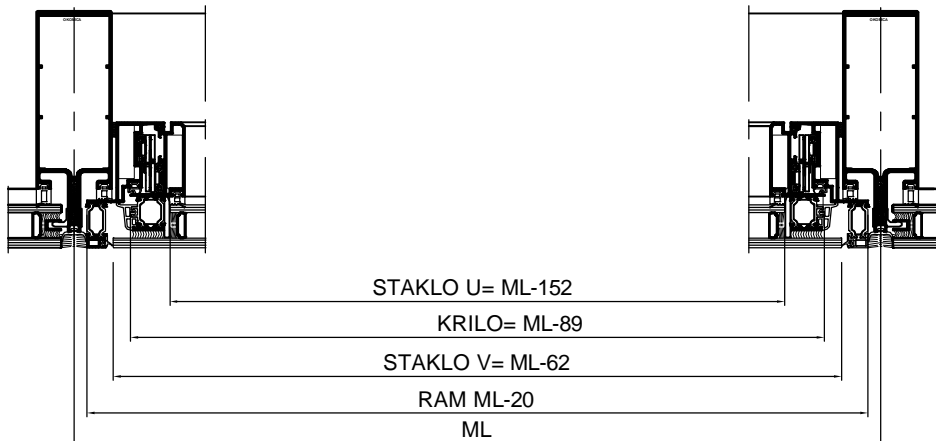 STAKLO U= ML-152
KRILO= ML-89
STAKLO V= ML-62
RAM ML-20
ML